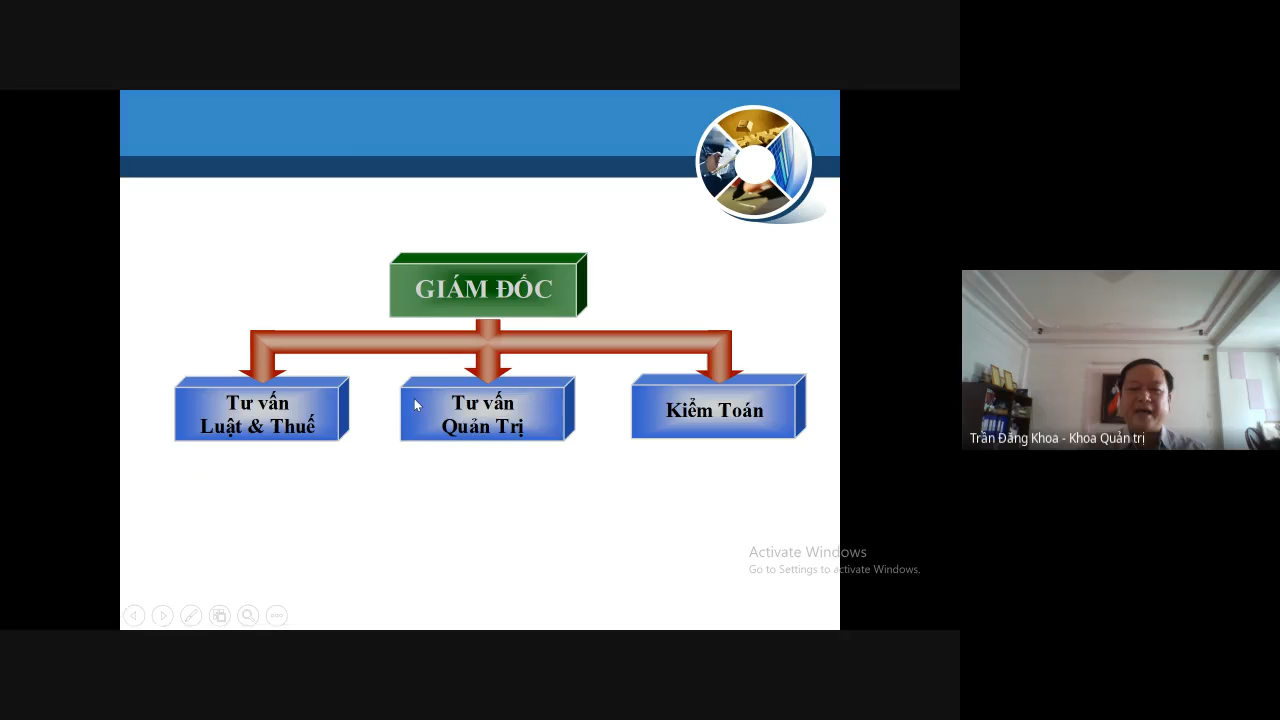 GIÁM ĐỐC
Tư vấn
Luật & Thuế
Tư vấn
Quản Trị
Kiểm Toán
Trần Đăng Khoa - Khoa Quản trị
Activate Windows
Go to Settings to activate Windows.